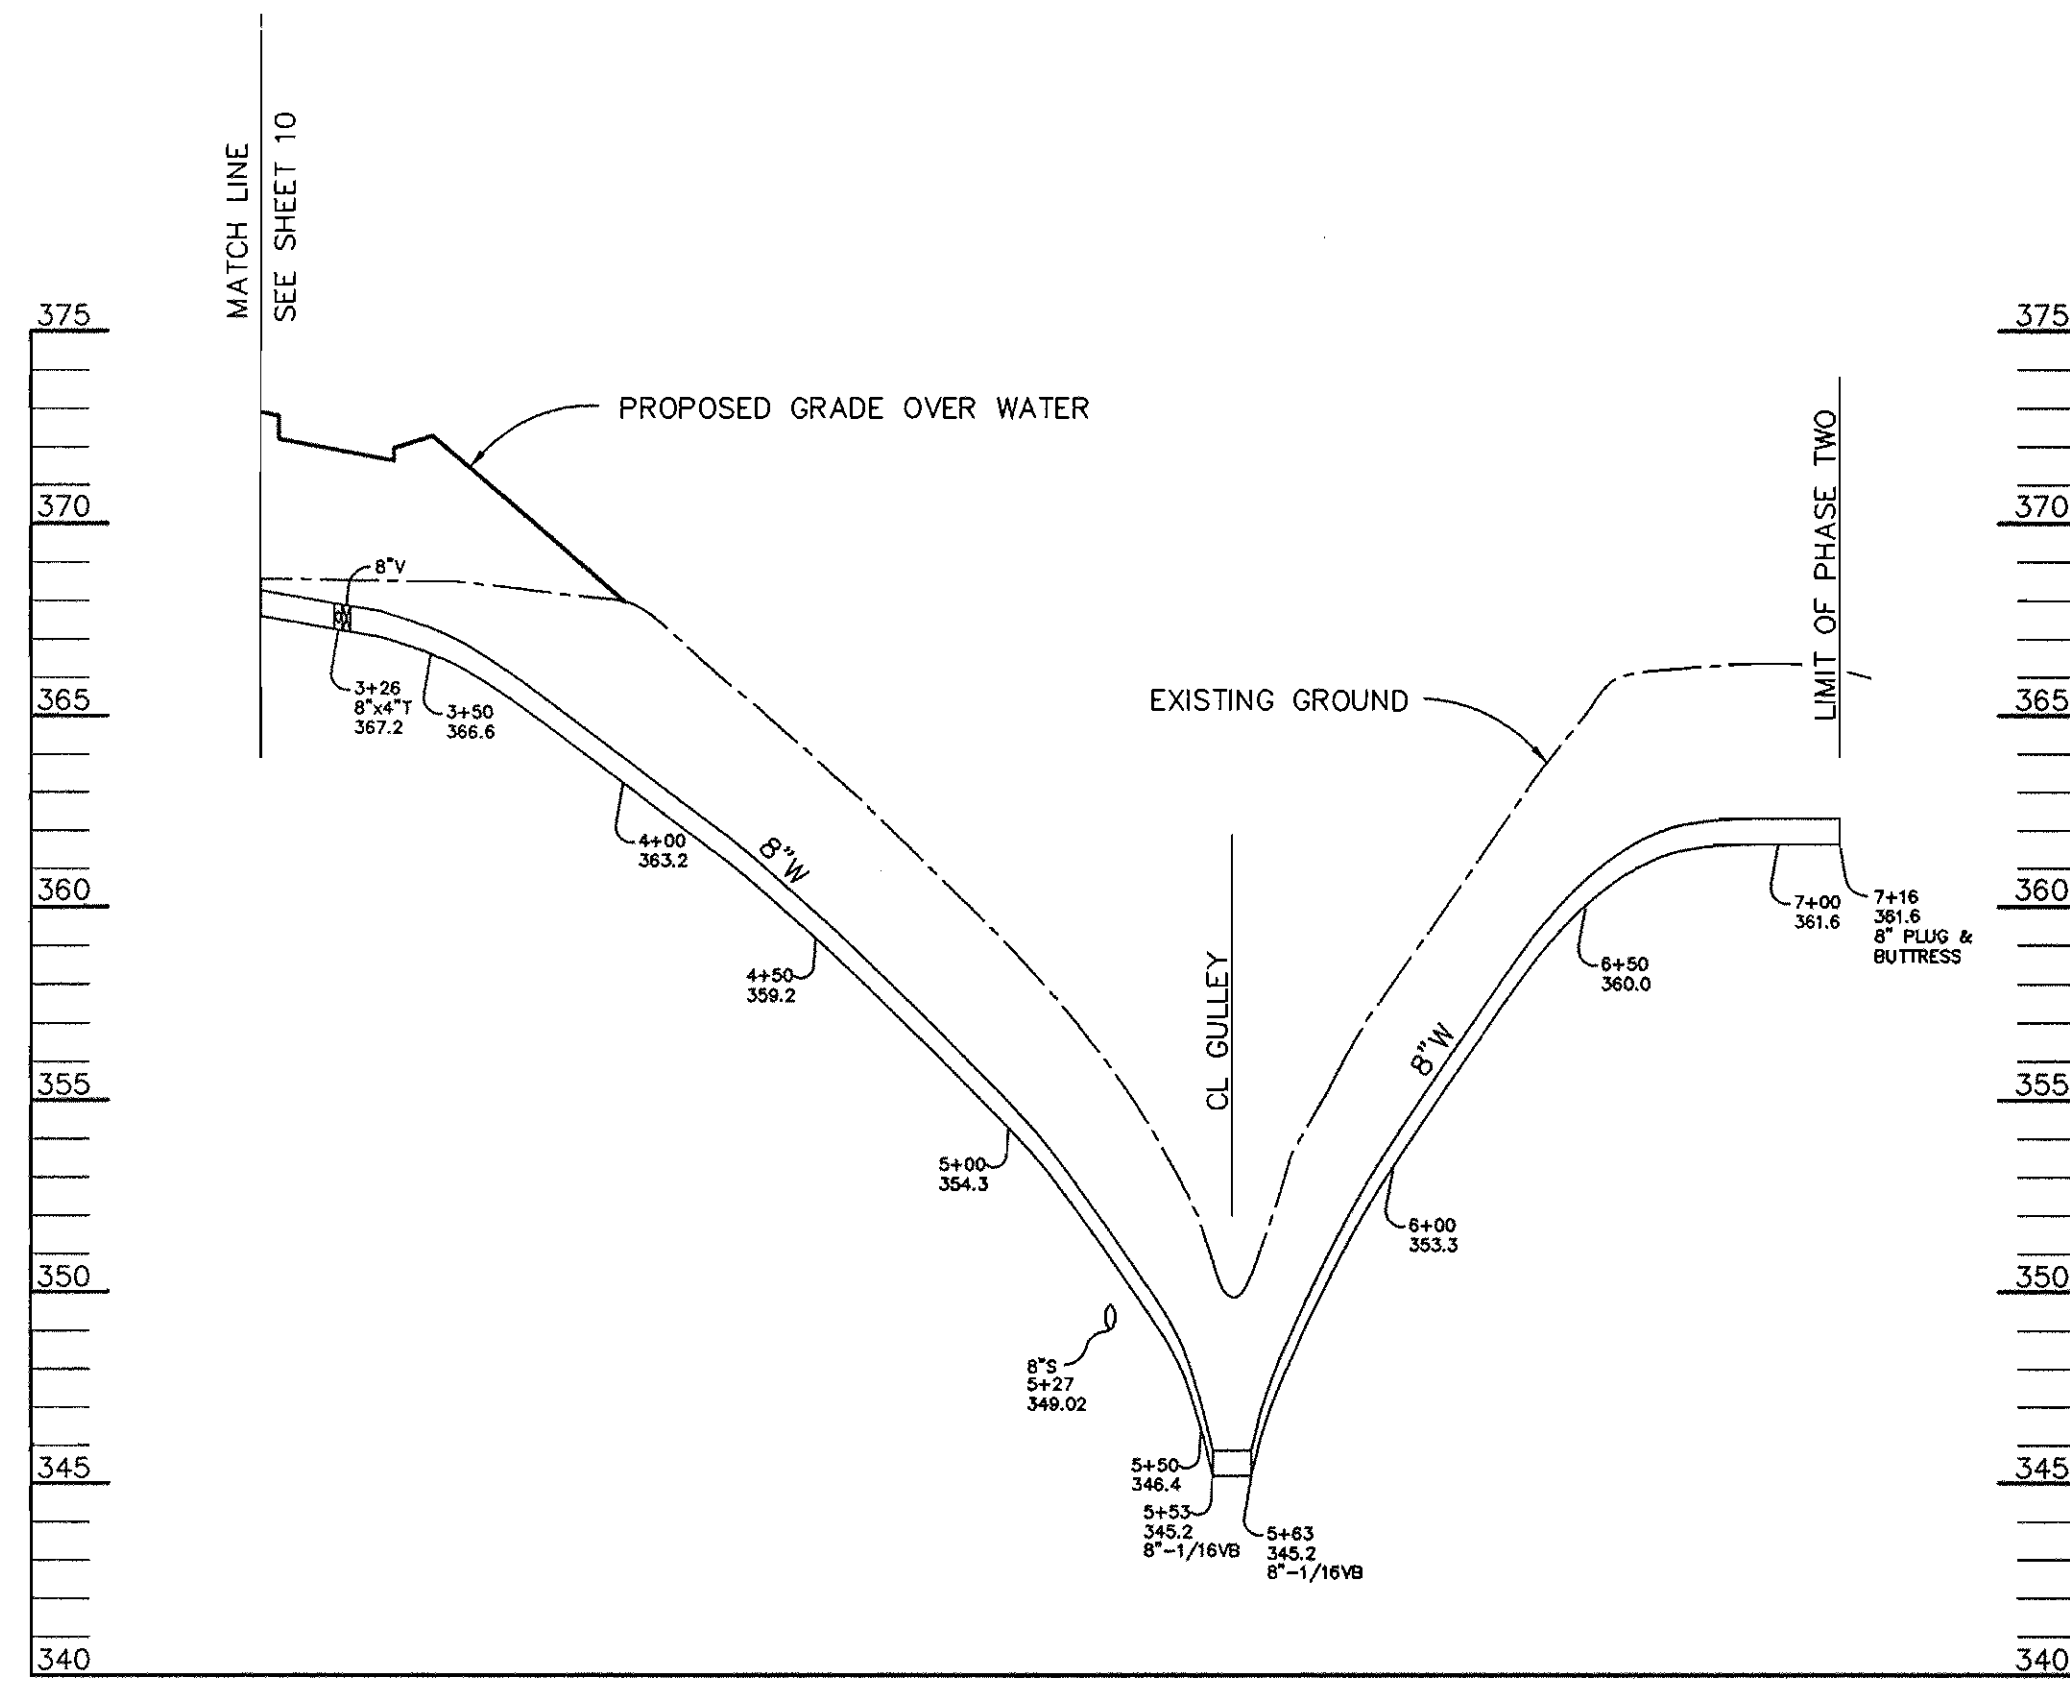 MATCH LINE
SEE SHEET 10
375
375
PROPOSED GRADE OVER WATER
LIMIT OF PHASE TWO
370
370
8"V
3+26
8"x4"T
367.2
3+50
366.6
EXISTING GROUND
365
365
4+00
363.2
8"W
360
360
7+00
361.6
7+16
361.6
8" PLUG &
BUTTRESS
4+50
359.2
CL GULLEY
6+50
360.0
8"W
355
355
5+00
354.3
6+00
353.3
350
350
8"S
5+27
349.02
345
345
5+50
346.4
5+53
345.2
8"-1/16VB
5+63
345.2
8"-1/16VB
340
340